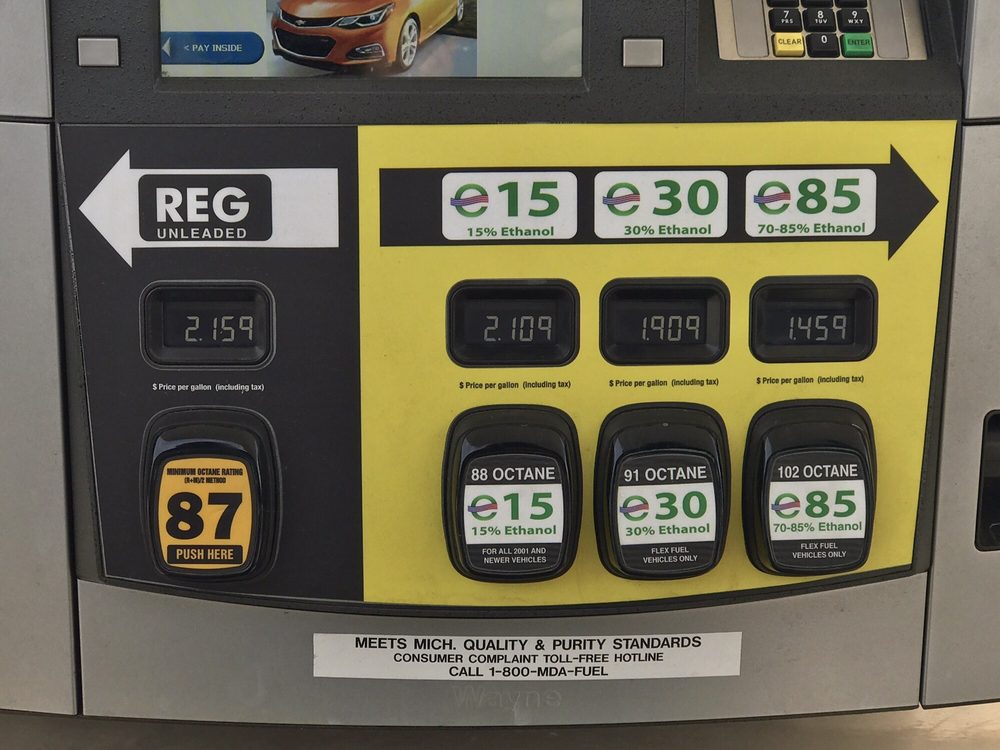 < PAY INSIDE
7
PRS
8
TUV
9
WXY
CLEAR
0
ENTER
REG
UNLEADED
e15
15% Ethanol
e30
30% Ethanol
e85
70-85% Ethanol
2.159
2.109
1.909
1.459
$ Price per gallon (including tax)
$ Price per gallon (including tax)
$ Price per gallon (including tax)
$ Price per gallon (including tax)
MINIMUM OCTANE RATING
(R+M)/2 METHOD
87
PUSH HERE
88 OCTANE
e15
15% Ethanol
FOR ALL 2001 AND
NEWER VEHICLES
91 OCTANE
e30
30% Ethanol
FLEX FUEL
VEHICLES ONLY
102 OCTANE
e85
70-85% Ethanol
FLEX FUEL
VEHICLES ONLY
MEETS MICH. QUALITY & PURITY STANDARDS
CONSUMER COMPLAINT TOLL-FREE HOTLINE
CALL 1-800-MDA-FUEL
Wayne